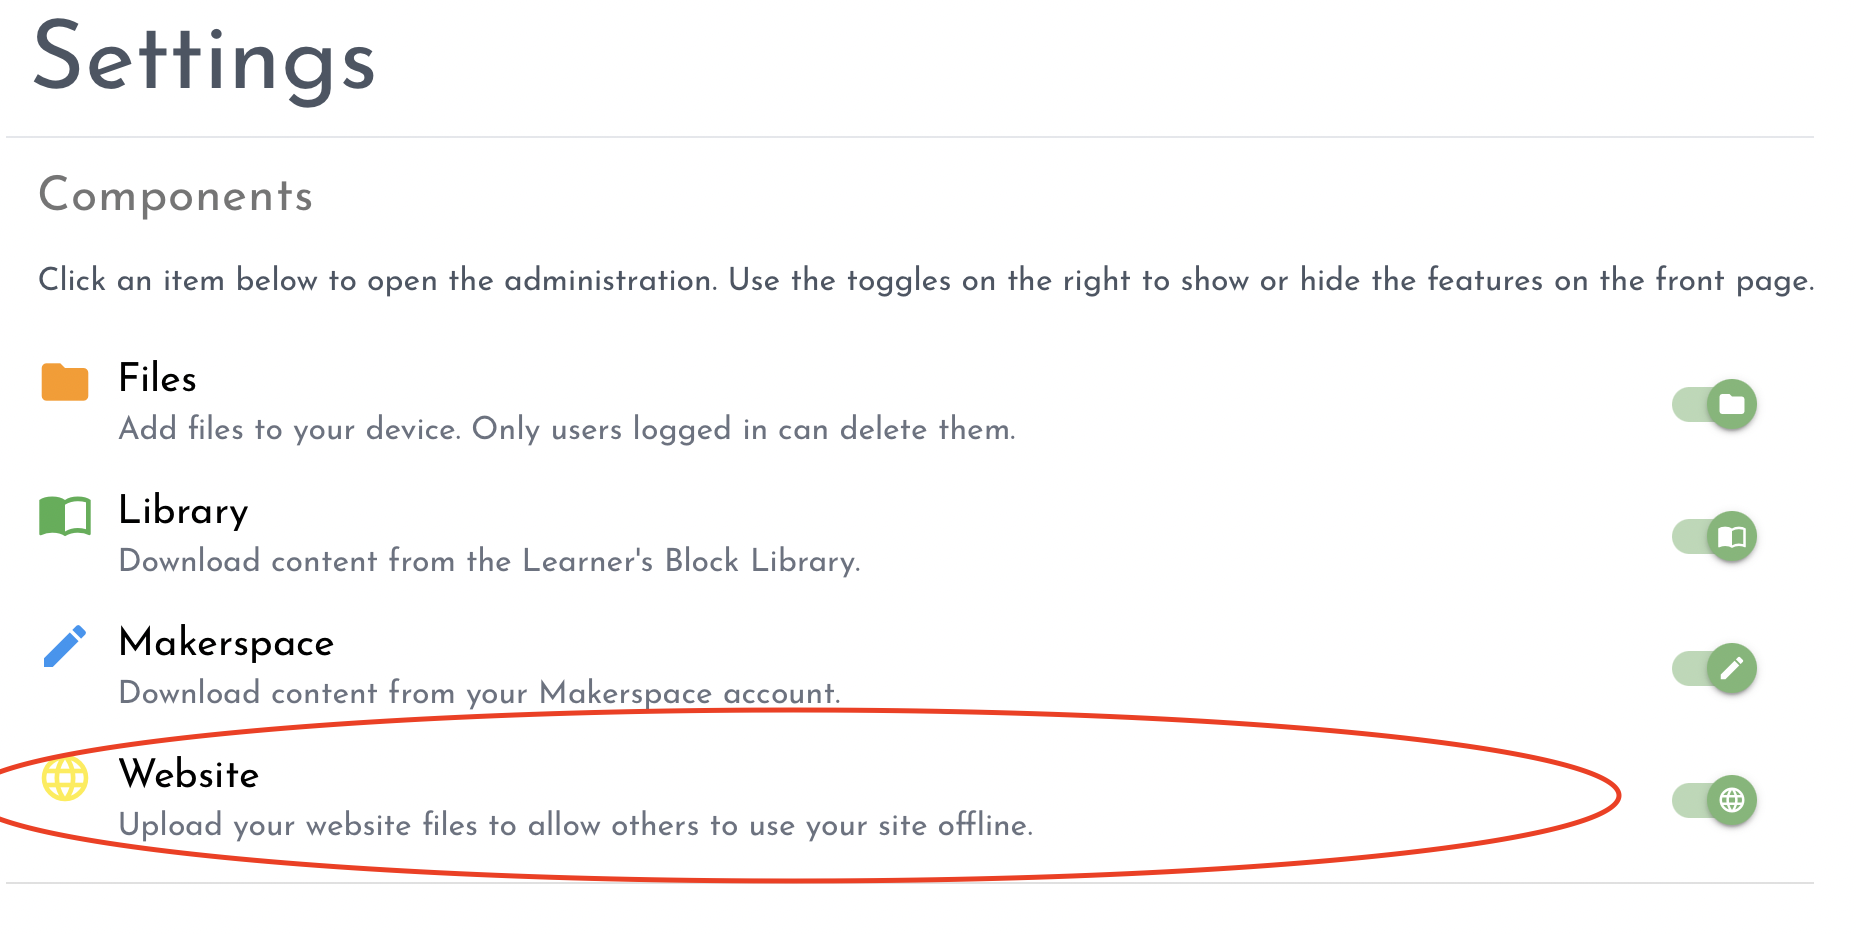 Settings
Components
Click an item below to open the administration. Use the toggles on the right to show or hide the features on the front page.
Files
Add files to your device. Only users logged in can delete them.
Library
Download content from the Learner's Block Library.
Makerspace
Download content from your Makerspace account.
Website
Upload your website files to allow others to use your site offline.